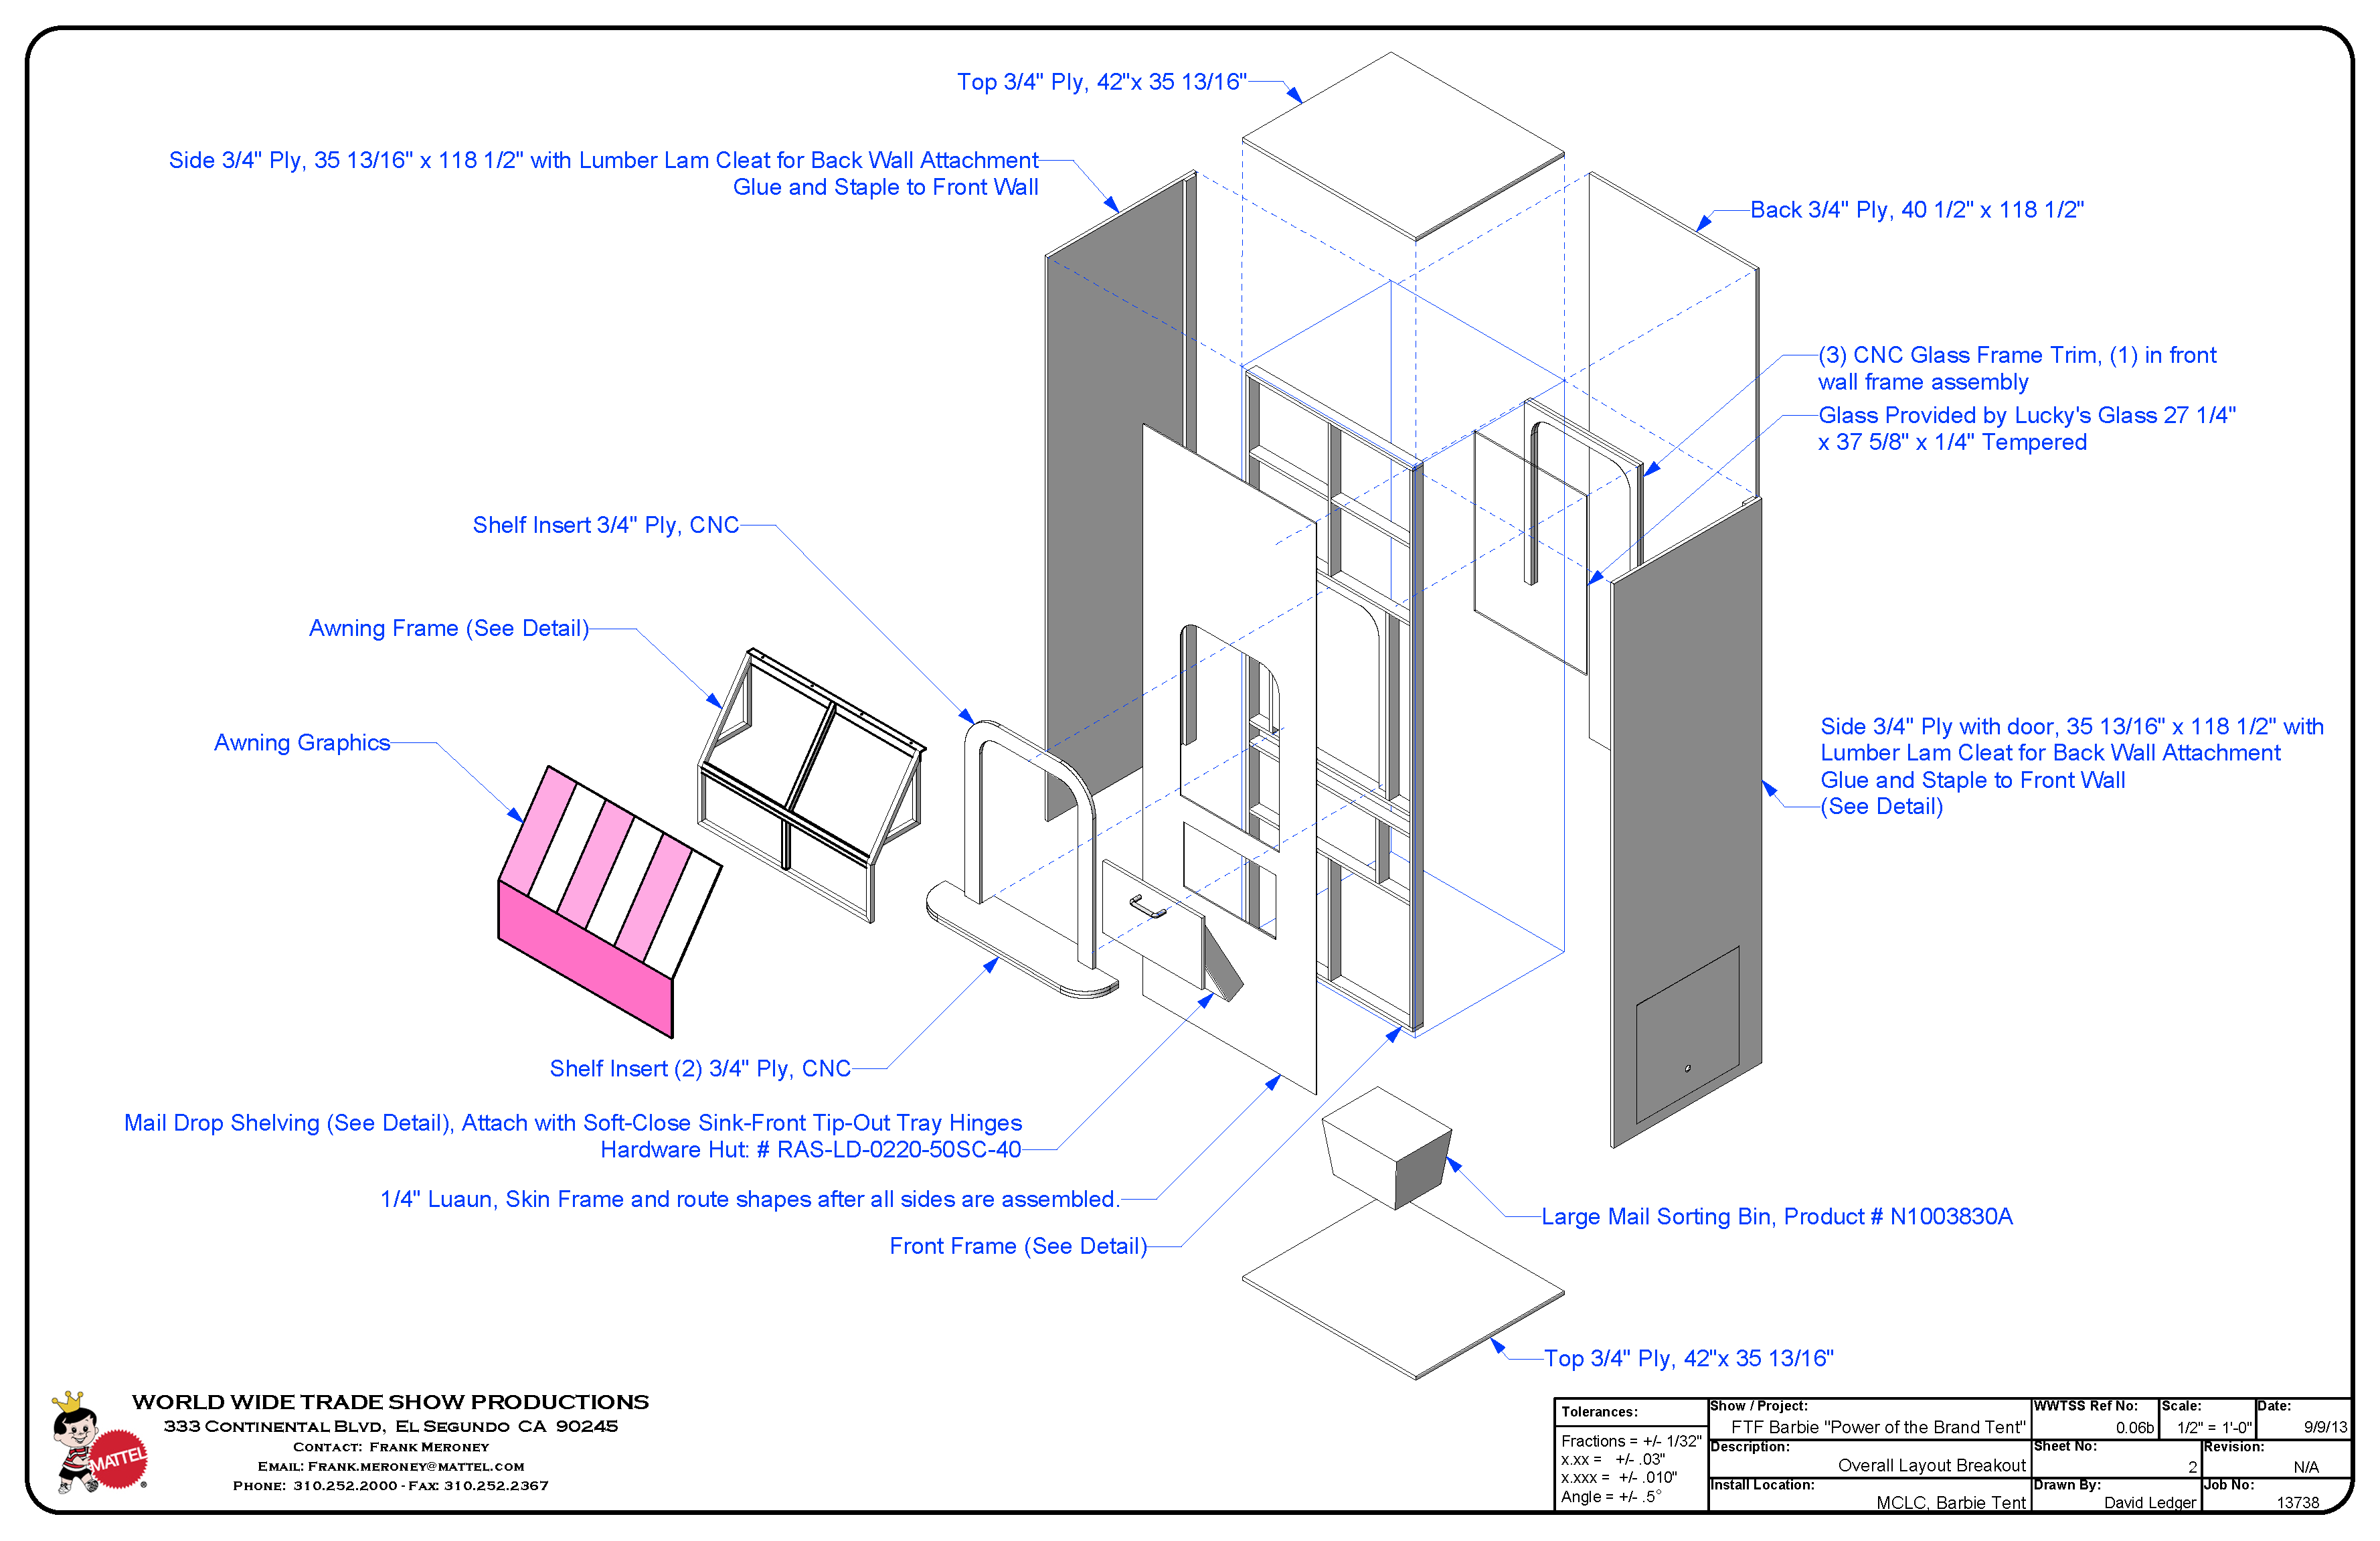 Top 3/4" Ply, 42"x 35 13/16"
Side 3/4" Ply, 35 13/16" x 118 1/2" with Lumber Lam Cleat for Back Wall Attachment
Glue and Staple to Front Wall
Back 3/4" Ply, 40 1/2" x 118 1/2"
(3) CNC Glass Frame Trim, (1) in front
wall frame assembly
Glass Provided by Lucky's Glass 27 1/4"
x 37 5/8" x 1/4" Tempered
Shelf Insert 3/4" Ply, CNC
Awning Frame (See Detail)
Awning Graphics
Side 3/4" Ply with door, 35 13/16" x 118 1/2" with
Lumber Lam Cleat for Back Wall Attachment
Glue and Staple to Front Wall
(See Detail)
Shelf Insert (2) 3/4" Ply, CNC
Mail Drop Shelving (See Detail), Attach with Soft-Close Sink-Front Tip-Out Tray Hinges
Hardware Hut: # RAS-LD-0220-50SC-40
1/4" Luaun, Skin Frame and route shapes after all sides are assembled.
Large Mail Sorting Bin, Product # N1003830A
Front Frame (See Detail)
Top 3/4" Ply, 42"x 35 13/16"
MATTEL
®
WORLD WIDE TRADE SHOW PRODUCTIONS
333 CONTINENTAL BLVD, EL SEGUNDO CA 90245
CONTACT: FRANK MERONEY
EMAIL: FRANK.MERONEY@MATTEL.COM
PHONE: 310.252.2000 - FAX: 310.252.2367
Tolerances:
Fractions = +/- 1/32"
x.xx = +/- .03"
x.xxx = +/- .010"
Angle = +/- .5°
Show / Project:
FTF Barbie "Power of the Brand Tent"
WWTSS Ref No:
0.06b
Scale:
1/2" = 1'-0"
Date:
9/9/13
Description:
Overall Layout Breakout
Sheet No:
2
Revision:
N/A
Install Location:
MCLC, Barbie Tent
Drawn By:
David Ledger
Job No:
13738